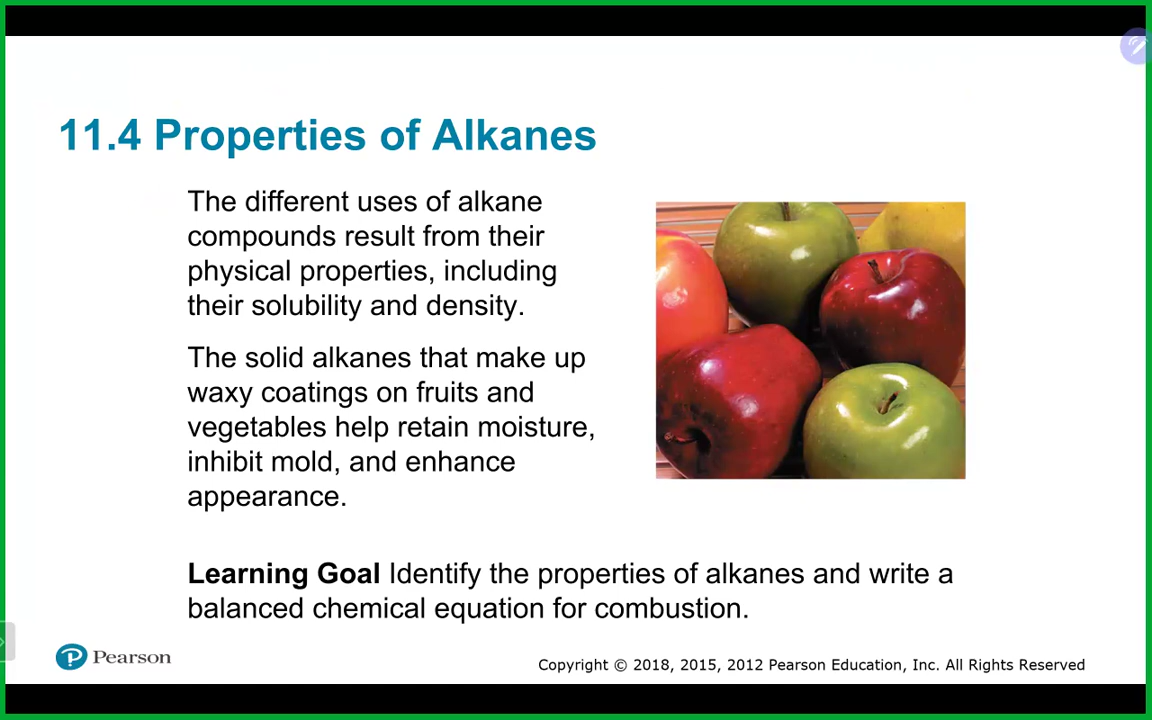 11.4 Properties of Alkanes
The different uses of alkane
compounds result from their
physical properties, including
their solubility and density.
The solid alkanes that make up
waxy coatings on fruits and
vegetables help retain moisture,
inhibit mold, and enhance
appearance.
Learning Goal Identify the properties of alkanes and write a
balanced chemical equation for combustion.
Pearson
Copyright © 2018, 2015, 2012 Pearson Education, Inc. All Rights Reserved